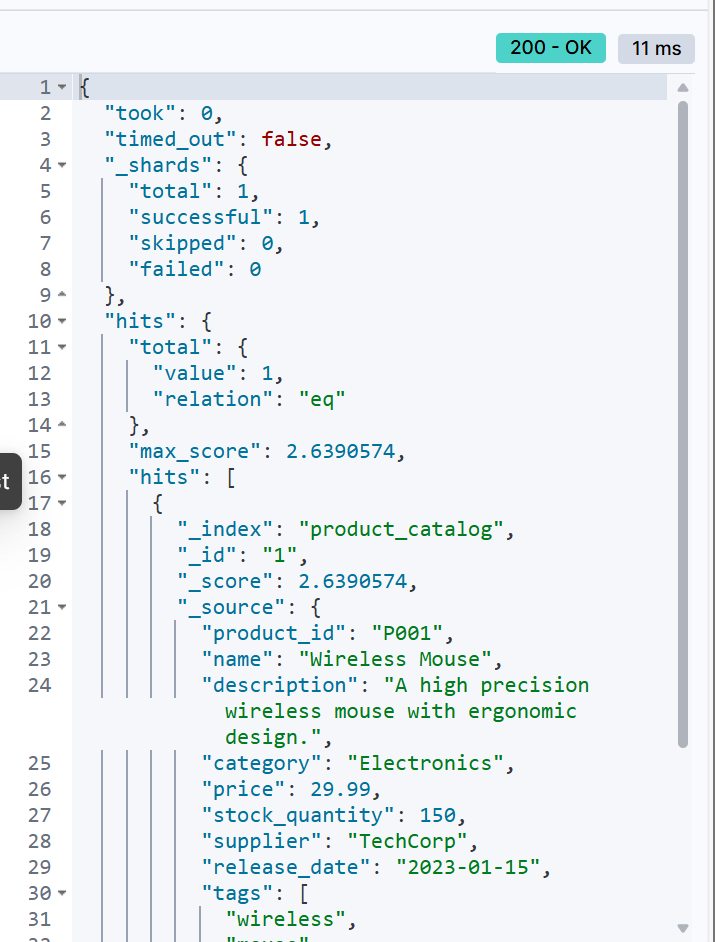 200 - OK 11 ms
1 {
2 "took": 0,
3 "timed_out": false,
4 "_shards": {
5 "total": 1,
6 "successful": 1,
7 "skipped": 0,
8 "failed": 0
9 },
10 "hits": {
11 "total": {
12 "value": 1,
13 "relation": "eq"
14 },
15 "max_score": 2.6390574,
16 "hits": [
17 {
18 "_index": "product_catalog",
19 "_id": "1",
20 "_score": 2.6390574,
21 "_source": {
22 "product_id": "P001",
23 "name": "Wireless Mouse",
24 "description": "A high precision
wireless mouse with ergonomic
design.",
25 "category": "Electronics",
26 "price": 29.99,
27 "stock_quantity": 150,
28 "supplier": "TechCorp",
29 "release_date": "2023-01-15",
30 "tags": [
31 "wireless",